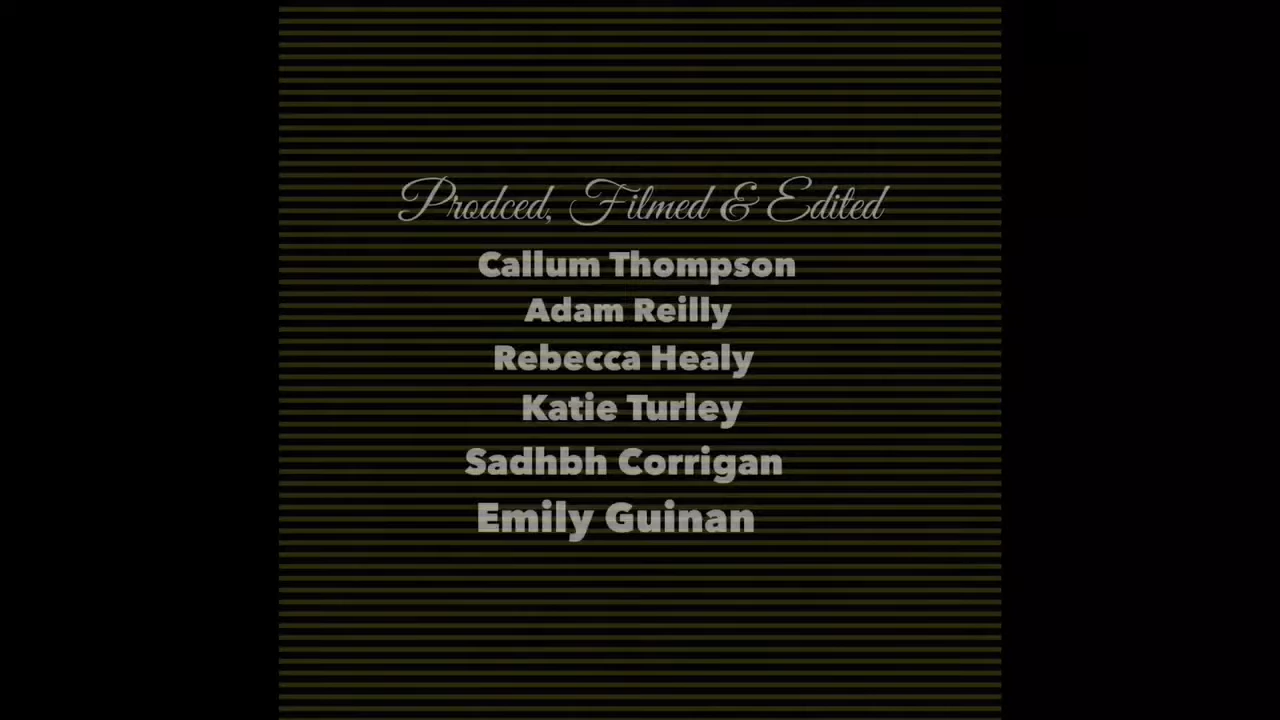 Prodced, Filmed & Edited
Callum Thompson
Adam Reilly
Rebecca Healy
Katie Turley
Sadhbh Corrigan
Emily Guinan